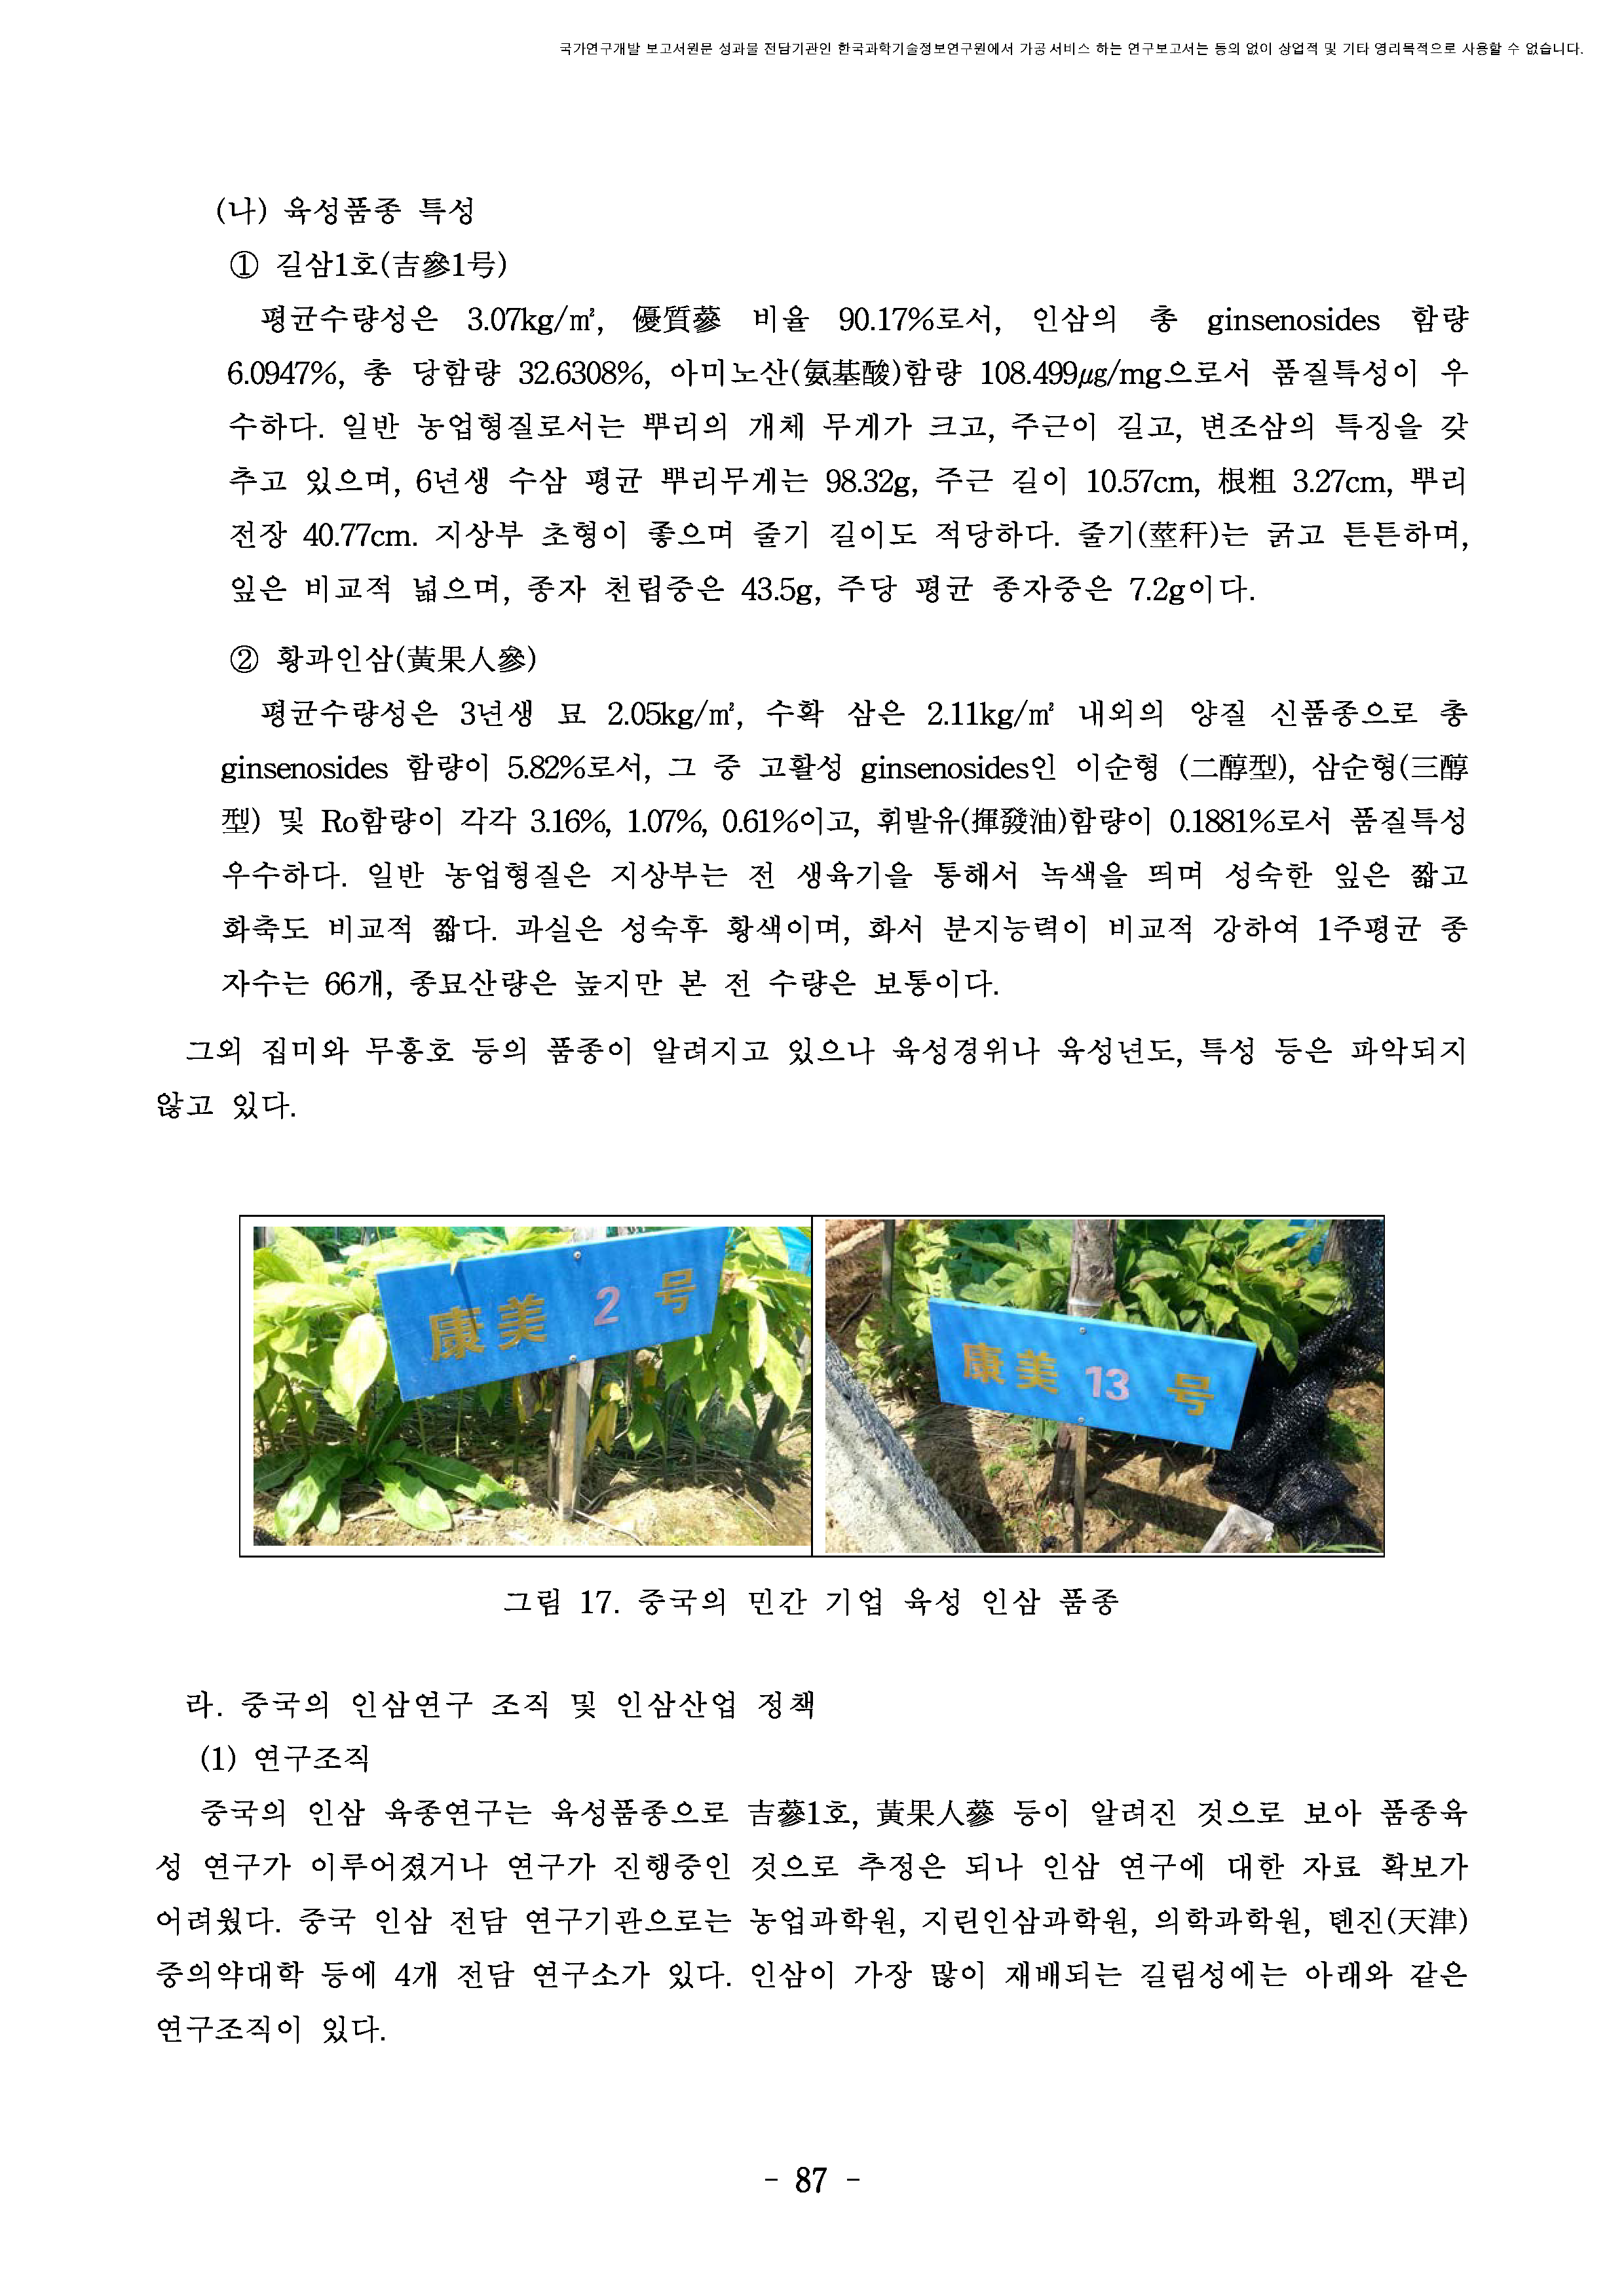 국가연구개발 보고서원문 성과물 전담기관인 한국과학기술정보연구원에서 가공·서비스 하는 연구보고서는 동의 없이 상업적 및 기타 영리목적으로 사용할 수 없습니다.
(나) 육성품종 특성
① 길삼1호(吉參1号)
평균수량성은 3.07kg/㎡, 優質蔘 비율 90.17%로서, 인삼의 총 ginsenosides 함량
6.0947%, 총 당함량 32.6308%, 아미노산(氨基酸)함량 108.499㎍/mg으로서 품질특성이 우
수하다. 일반 농업형질로서는 뿌리의 개체 무게가 크고, 주근이 길고, 변조삼의 특징을 갖
추고 있으며, 6년생 수삼 평균 뿌리무게는 98.32g, 주근 길이 10.57cm, 根粗 3.27cm, 뿌리
전장 40.77cm. 지상부 초형이 좋으며 줄기 길이도 적당하다. 줄기(莖秆)는 굵고 튼튼하며,
잎은 비교적 넓으며, 종자 천립중은 43.5g, 주당 평균 종자중은 7.2g이다.
② 황과인삼(黃果人參)
평균수량성은 3년생 묘 2.05kg/㎡, 수확 삼은 2.11kg/㎡ 내외의 양질 신품종으로 총
ginsenosides 함량이 5.82%로서, 그 중 고활성 ginsenosides인 이순형 (二醇型), 삼순형(三醇
型) 및 Ro함량이 각각 3.16%, 1.07%, 0.61%이고, 휘발유(揮發油)함량이 0.1881%로서 품질특성
우수하다. 일반 농업형질은 지상부는 전 생육기을 통해서 녹색을 띄며 성숙한 잎은 짧고
화축도 비교적 짧다. 과실은 성숙후 황색이며, 화서 분지능력이 비교적 강하여 1주평균 종
자수는 66개, 종묘산량은 높지만 본 전 수량은 보통이다.
그외 집미와 무흥호 등의 품종이 알려지고 있으나 육성경위나 육성년도, 특성 등은 파악되지
않고 있다.
康美 2 号
康美 13 号
그림 17. 중국의 민간 기업 육성 인삼 품종
라. 중국의 인삼연구 조직 및 인삼산업 정책
(1) 연구조직
중국의 인삼 육종연구는 육성품종으로 吉蔘1호, 黃果人蔘 등이 알려진 것으로 보아 품종육
성 연구가 이루어졌거나 연구가 진행중인 것으로 추정은 되나 인삼 연구에 대한 자료 확보가
어려웠다. 중국 인삼 전담 연구기관으로는 농업과학원, 지린인삼과학원, 의학과학원, 톈진(天津)
중의약대학 등에 4개 전담 연구소가 있다. 인삼이 가장 많이 재배되는 길림성에는 아래와 같은
연구조직이 있다.
- 87 -